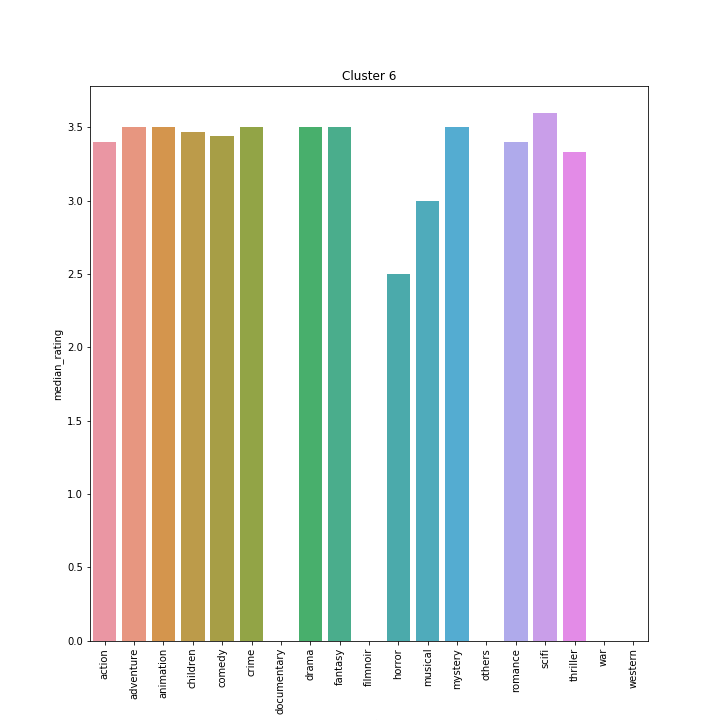 Cluster 6
median_rating
3.5
3.0
2.5
2.0
1.5
1.0
0.5
0.0
action
adventure
animation
children
comedy
crime
documentary
drama
fantasy
filmnoir
horror
musical
mystery
others
romance
scifi
thriller
war
western